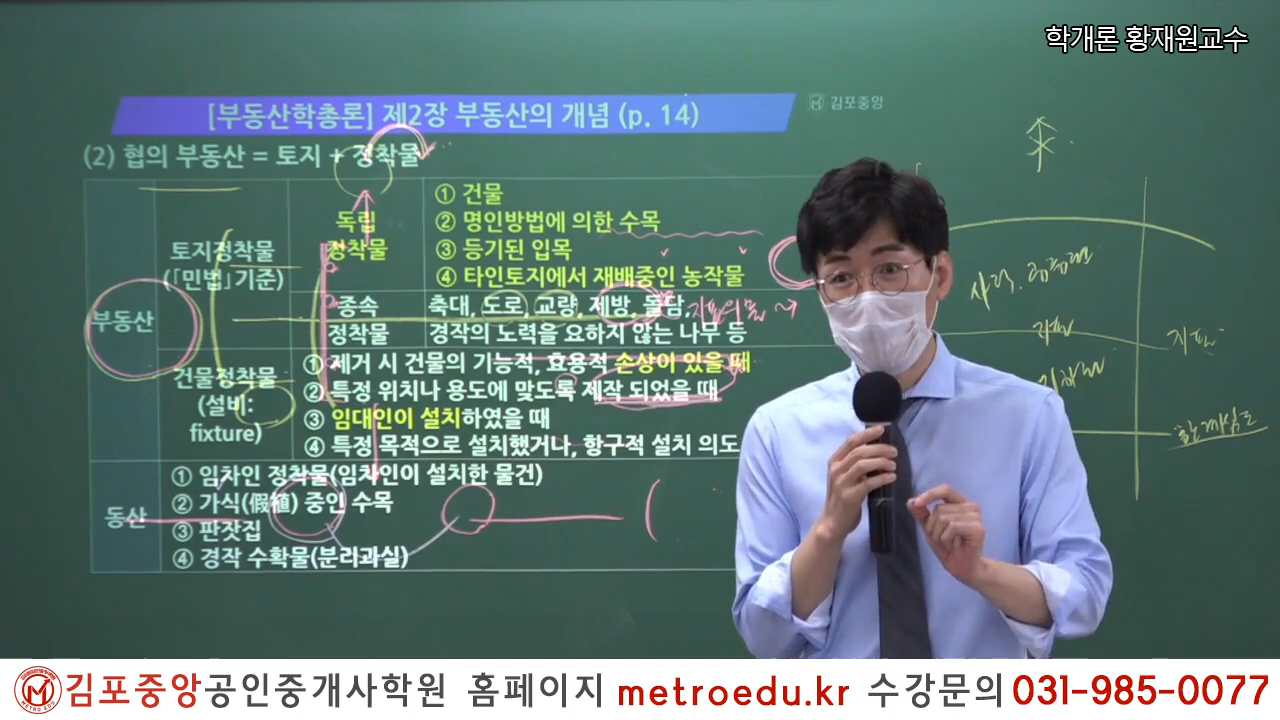 학개론 황재원교수
[부동산학총론] 제2장 부동산의 개념 (p. 14)
김포중앙
(2) 협의 부동산 = 토지 + 정착물
부동산
토지정착물
(「민법」기준)
독립
정착물
① 건물
② 명인방법에 의한 수목
③ 등기된 입목
④ 타인토지에서 재배중인 농작물
종속
정착물
축대, 도로, 교량, 제방, 돌담,
경작의 노력을 요하지 않는 나무 등
건물정착물
(설비:
fixture)
① 제거 시 건물의 기능적, 효용적 손상이 있을 때
② 특정 위치나 용도에 맞도록 제작 되었을 때
③ 임대인이 설치하였을 때
④ 특정 목적으로 설치했거나, 항구적 설치 의도
동산
① 임차인 정착물(임차인이 설치한 물건)
② 가식(假植) 중인 수목
③ 판잣집
④ 경작 수확물(분리과실)
METRO EDU
김포중앙공인중개사학원 홈페이지 metroedu.kr 수강문의 031-985-0077